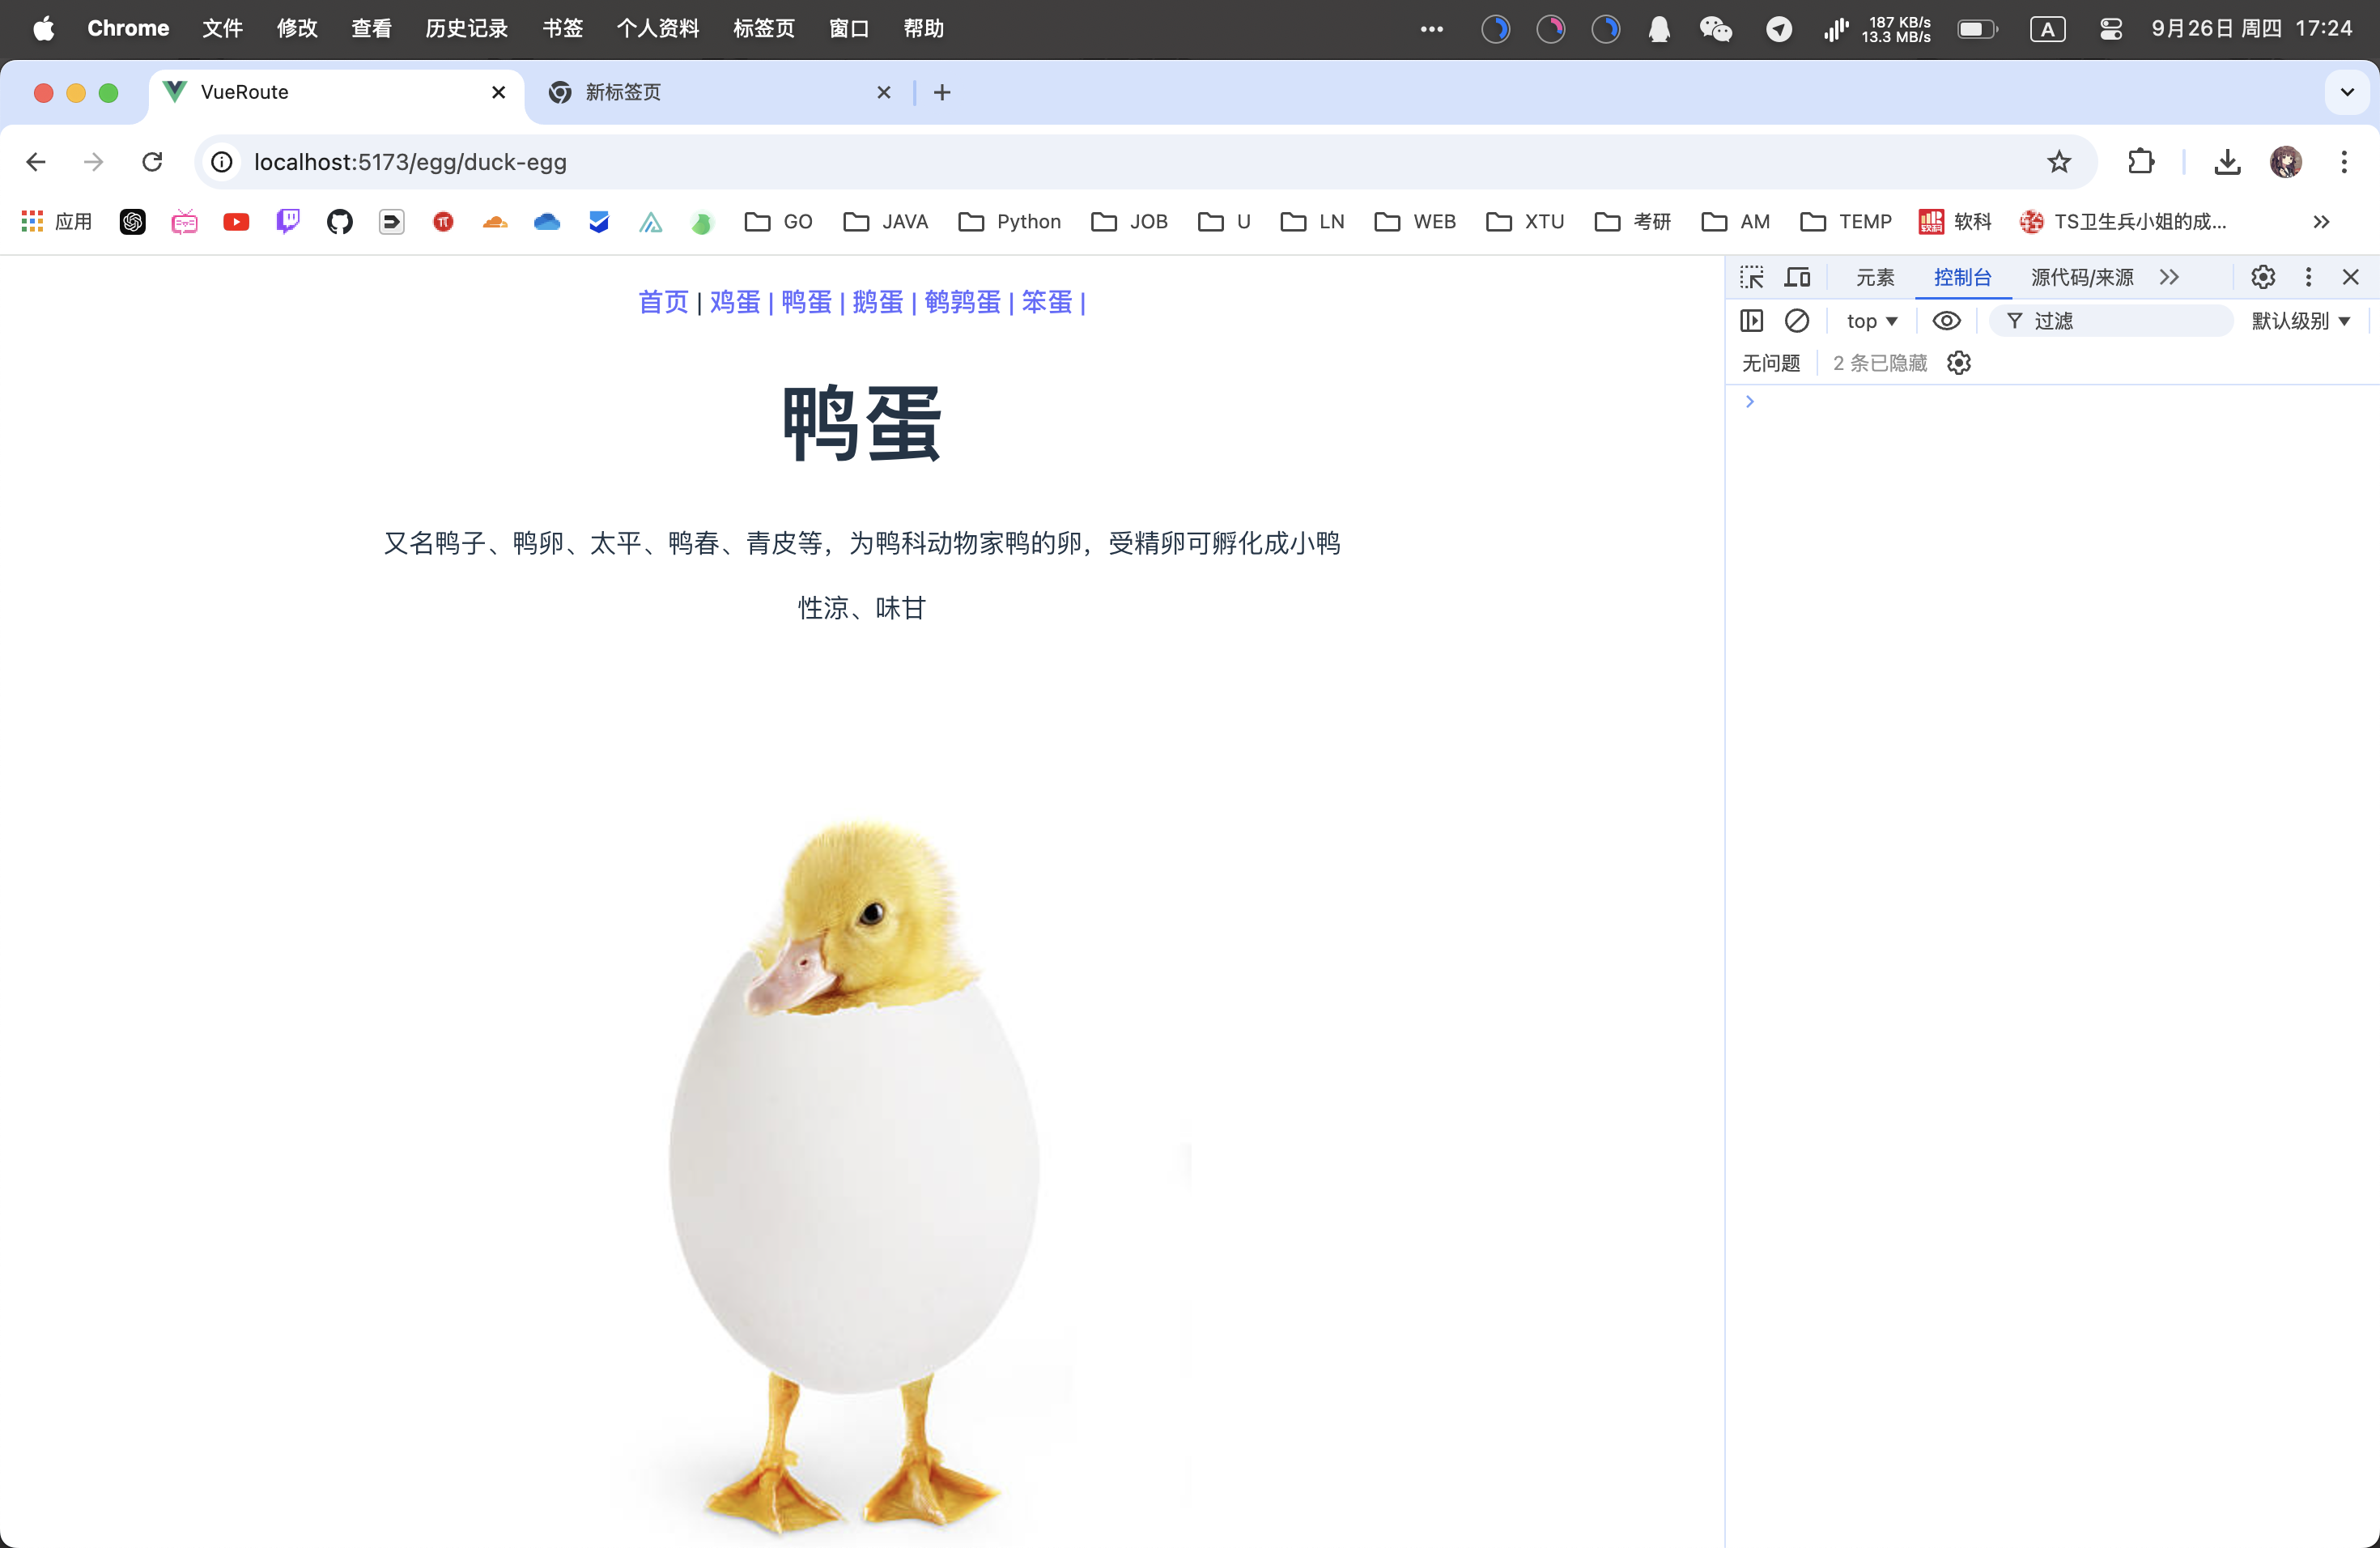 Chrome 文件 修改 查看 历史记录 书签 个人资料 标签页 窗口 帮助 ••• 187 KB/s 13.3 MB/s A 9月26日 周四 17:24
VueRoute 新标签页
localhost:5173/egg/duck-egg
应用 GO JAVA Python JOB U LN WEB XTU 考研 AM TEMP 软科 TS卫生兵小姐的成...
首页 | 鸡蛋 | 鸭蛋 | 鹅蛋 | 鹌鹑蛋 | 笨蛋 |
鸭蛋
又名鸭子、鸭卵、太平、鸭春、青皮等，为鸭科动物家鸭的卵，受精卵可孵化成小鸭
性涼、味甘
元素 控制台 源代码/来源
top 过滤 默认级别
无问题 2 条已隐藏